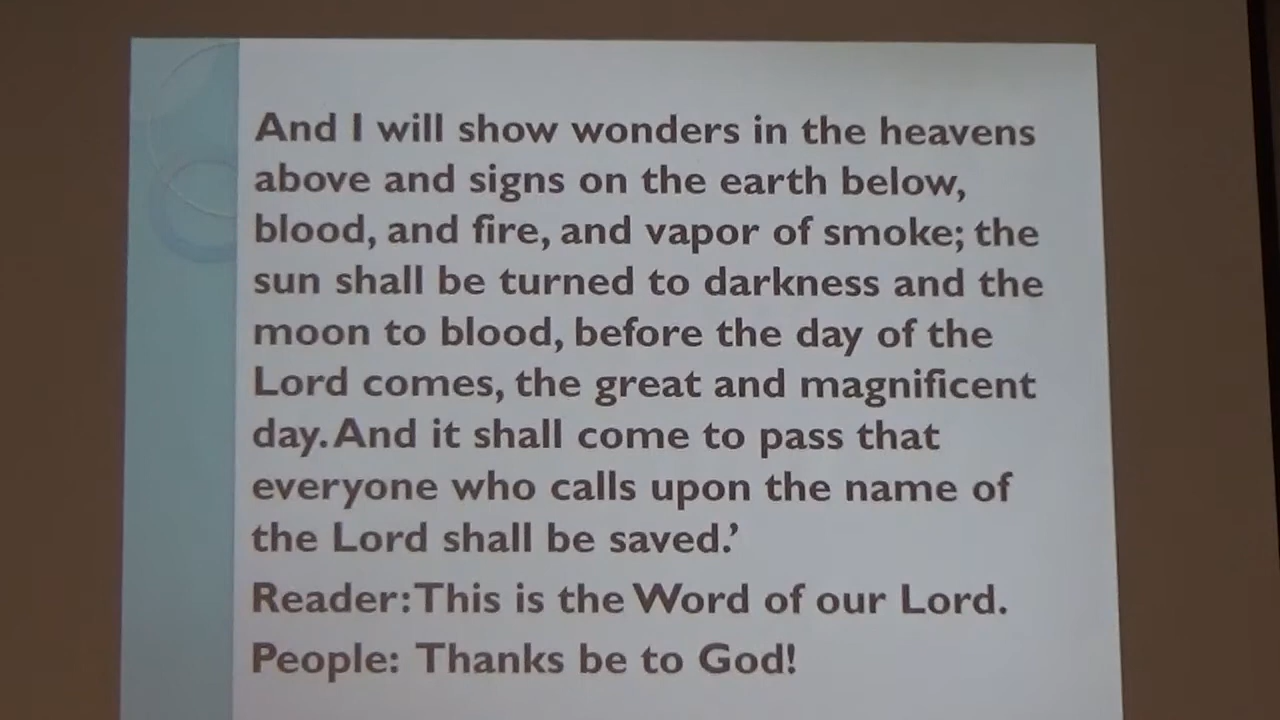 And I will show wonders in the heavens
above and signs on the earth below,
blood, and fire, and vapor of smoke; the
sun shall be turned to darkness and the
moon to blood, before the day of the
Lord comes, the great and magnificent
day. And it shall come to pass that
everyone who calls upon the name of
the Lord shall be saved.’
Reader: This is the Word of our Lord.
People: Thanks be to God!